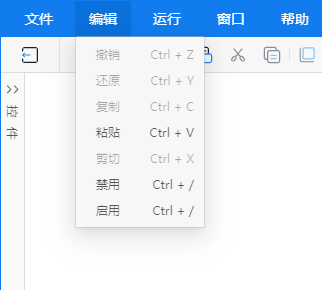 文件 编辑 运行 窗口 帮助
撤销 Ctrl + Z
还原 Ctrl + Y
复制 Ctrl + C
粘贴 Ctrl + V
剪切 Ctrl + X
禁用 Ctrl + /
启用 Ctrl + /
控件